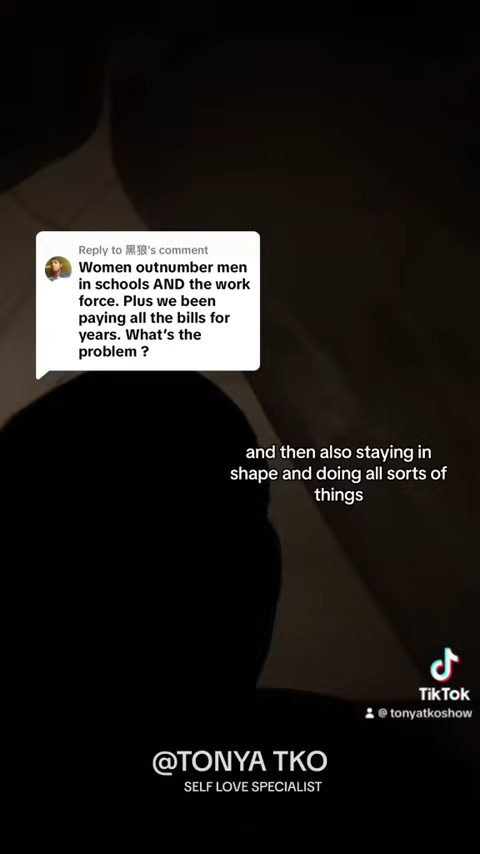 Reply to 黑狼's comment
Women outnumber men
in schools AND the work
force. Plus we been
paying all the bills for
years. What's the
problem ?
and then also staying in
shape and doing all sorts of
things
TikTok
@ tonyatkoshow
@TONYA TKO
SELF LOVE SPECIALIST